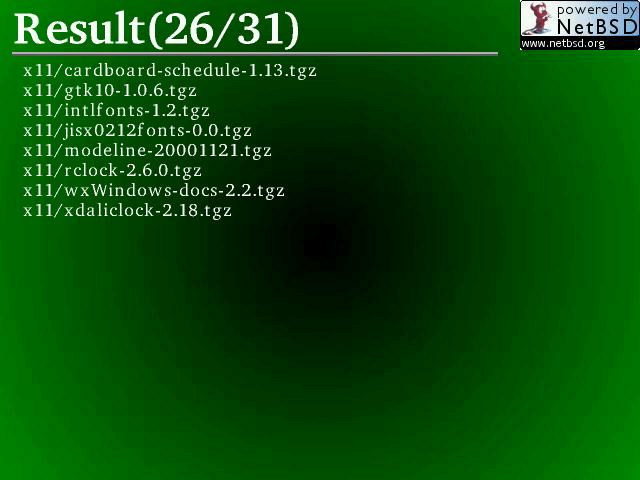 Result(26/31)
powered by
NetBSD
www.netbsd.org
x11/cardboard-schedule-1.13.tgz
x11/gtk10-1.0.6.tgz
x11/intlfonts-1.2.tgz
x11/jisx0212fonts-0.0.tgz
x11/modeline-20001121.tgz
x11/rclock-2.6.0.tgz
x11/wxWindows-docs-2.2.tgz
x11/xdaliclock-2.18.tgz